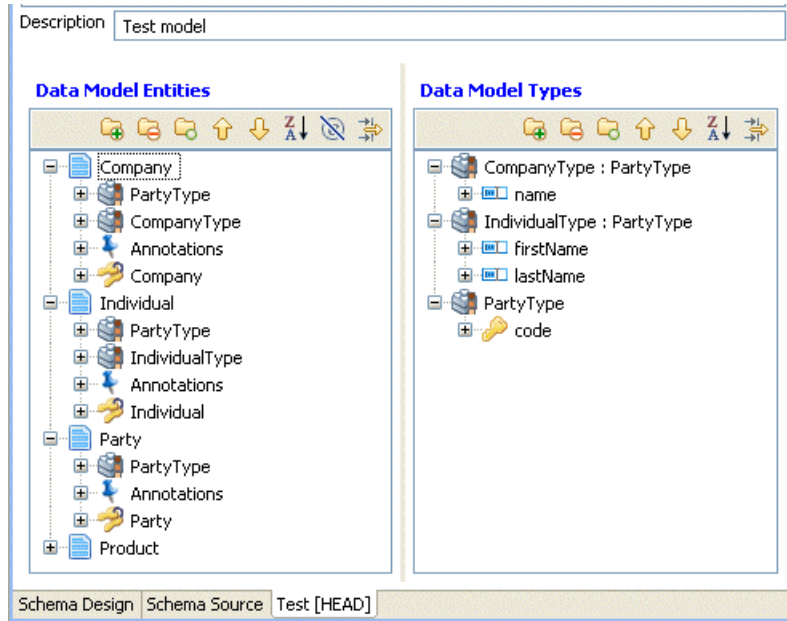 Description Test model
Data Model Entities
Company
PartyType
CompanyType
Annotations
Company
Individual
PartyType
IndividualType
Annotations
Individual
Party
PartyType
Annotations
Party
Product
Data Model Types
CompanyType : PartyType
name
IndividualType : PartyType
firstName
lastName
PartyType
code
Schema Design Schema Source Test [HEAD]